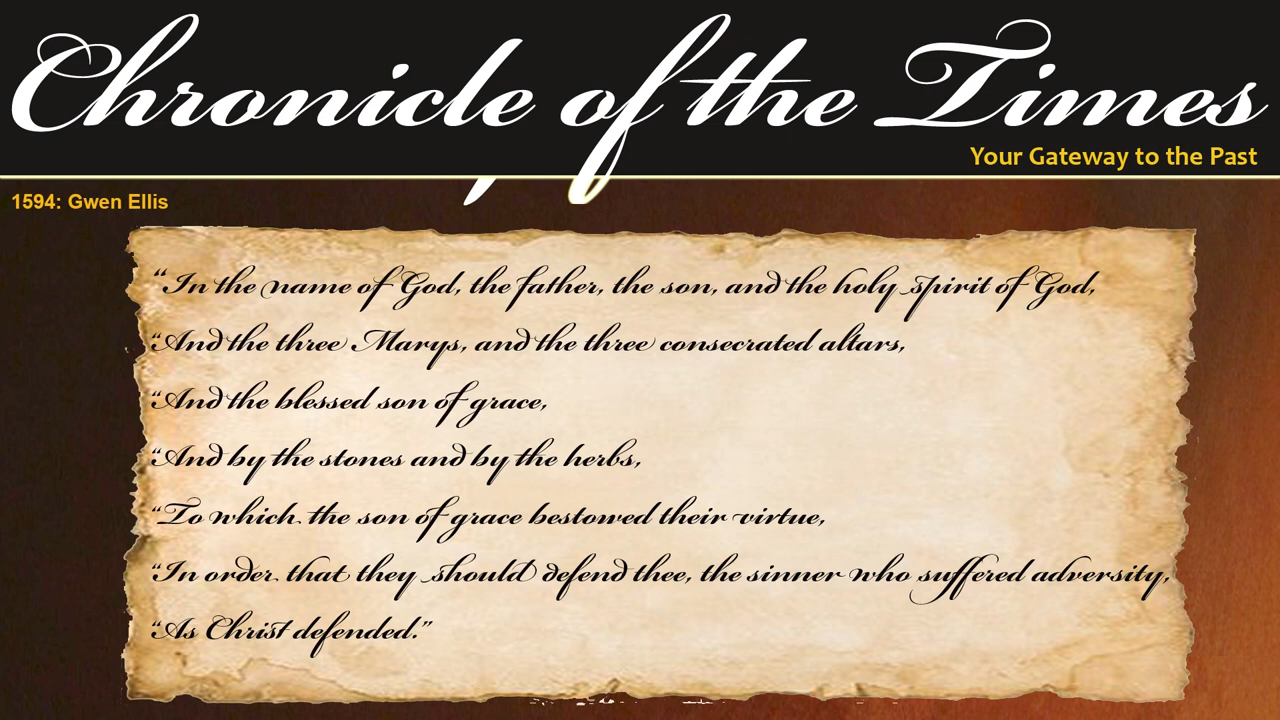 Chronicle of the Times
Your Gateway to the Past
1594: Gwen Ellis
“In the name of God, the father, the son, and the holy spirit of God,
“And the three Marys, and the three consecrated altars,
“And the blessed son of grace,
“And by the stones and by the herbs,
“To which the son of grace bestowed their virtue,
“In order that they should defend thee, the sinner who suffered adversity,
“As Christ defended.”